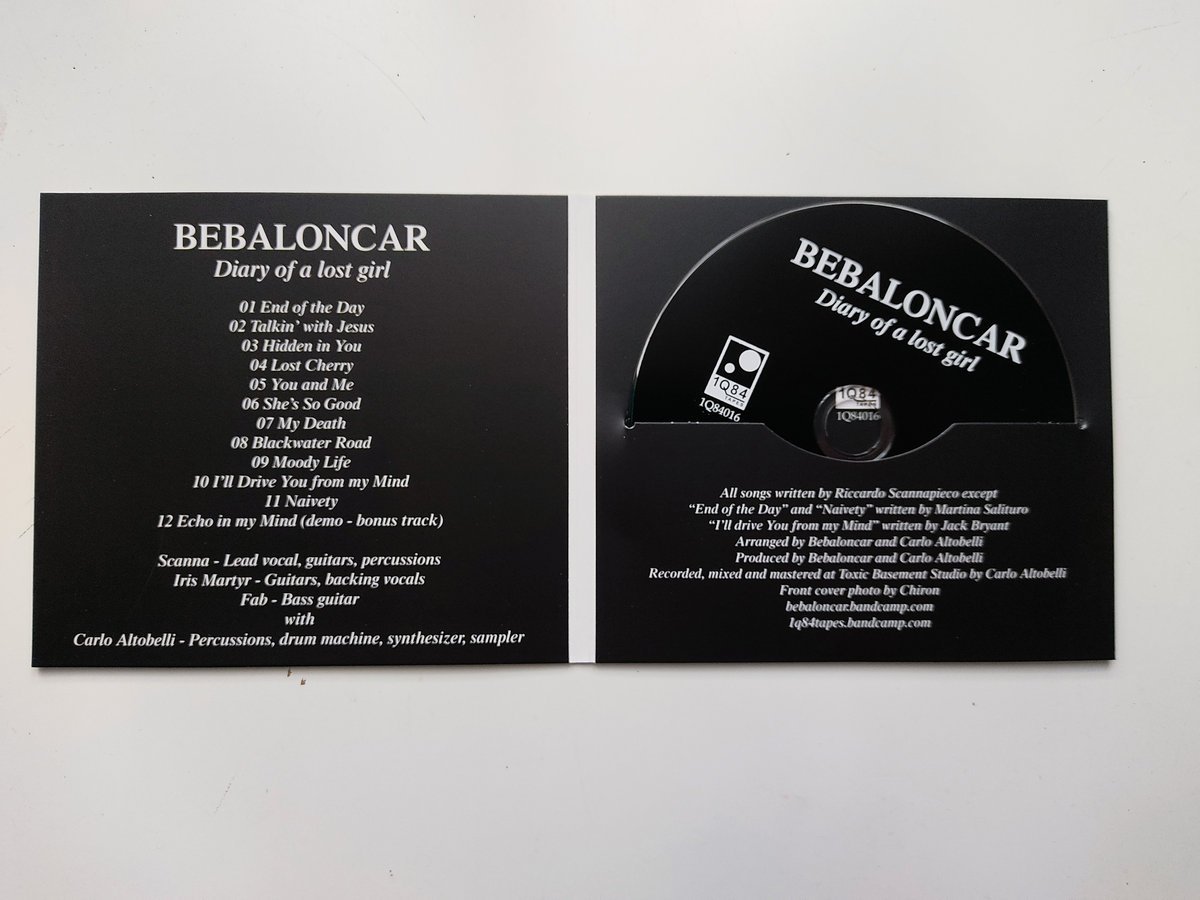 BEBALONCAR
Diary of a lost girl
01 End of the Day
02 Talkin' with Jesus
03 Hidden in You
04 Lost Cherry
05 You and Me
06 She's So Good
07 My Death
08 Blackwater Road
09 Moody Life
10 I'll Drive You from my Mind
11 Naivety
12 Echo in my Mind (demo - bonus track)
Scanna - Lead vocal, guitars, percussions
Iris Martyr - Guitars, backing vocals
Fab - Bass guitar
with
Carlo Altobelli - Percussions, drum machine, synthesizer, sampler
BEBALONCAR
Diary of a lost girl
1Q84
TAPES
1Q84016
1Q84
TAPES
1Q84016
All songs written by Riccardo Scannapieco except
“End of the Day” and “Naivety” written by Martina Salituro
“I'll drive You from my Mind” written by Jack Bryant
Arranged by Bebaloncar and Carlo Altobelli
Produced by Bebaloncar and Carlo Altobelli
Recorded, mixed and mastered at Toxic Basement Studio by Carlo Altobelli
Front cover photo by Chiron
bebaloncar.bandcamp.com
1q84tapes.bandcamp.com